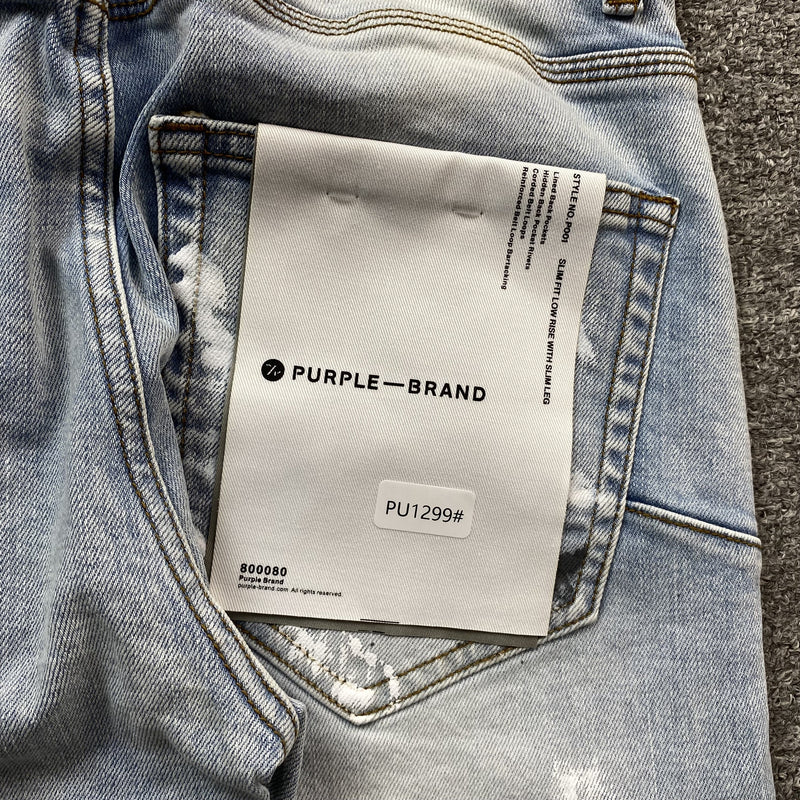 STYLE NO. P001 SLIM FIT LOW RISE WITH SLIM LEG
Lined Back Pockets
Hidden Back Pocket Rivets
Corded Belt Loops
Reinforced Belt Loop Bartacking
PURPLE—BRAND
PU1299#
800080
Purple Brand
purple-brand.com All rights reserved.